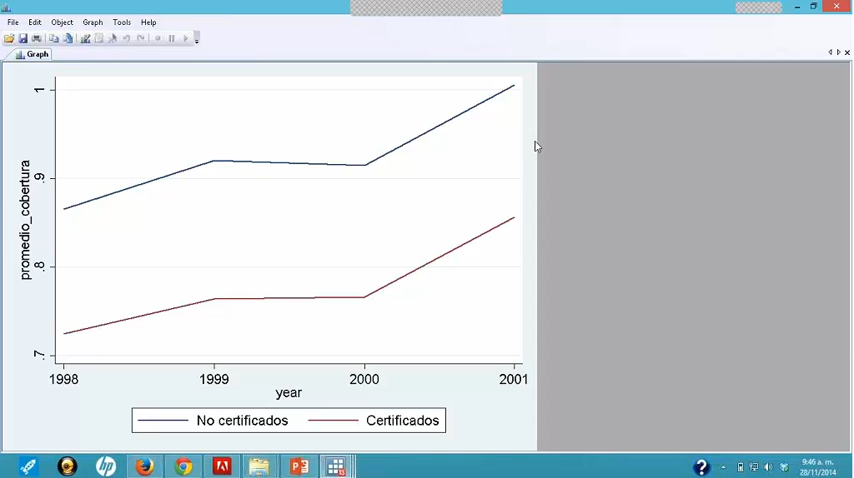 File Edit Object Graph Tools Help
Graph
1
.9
.8
.7
promedio_cobertura
1998 1999 2000 2001
year
No certificados Certificados
hp
9:46 a. m.
28/11/2014